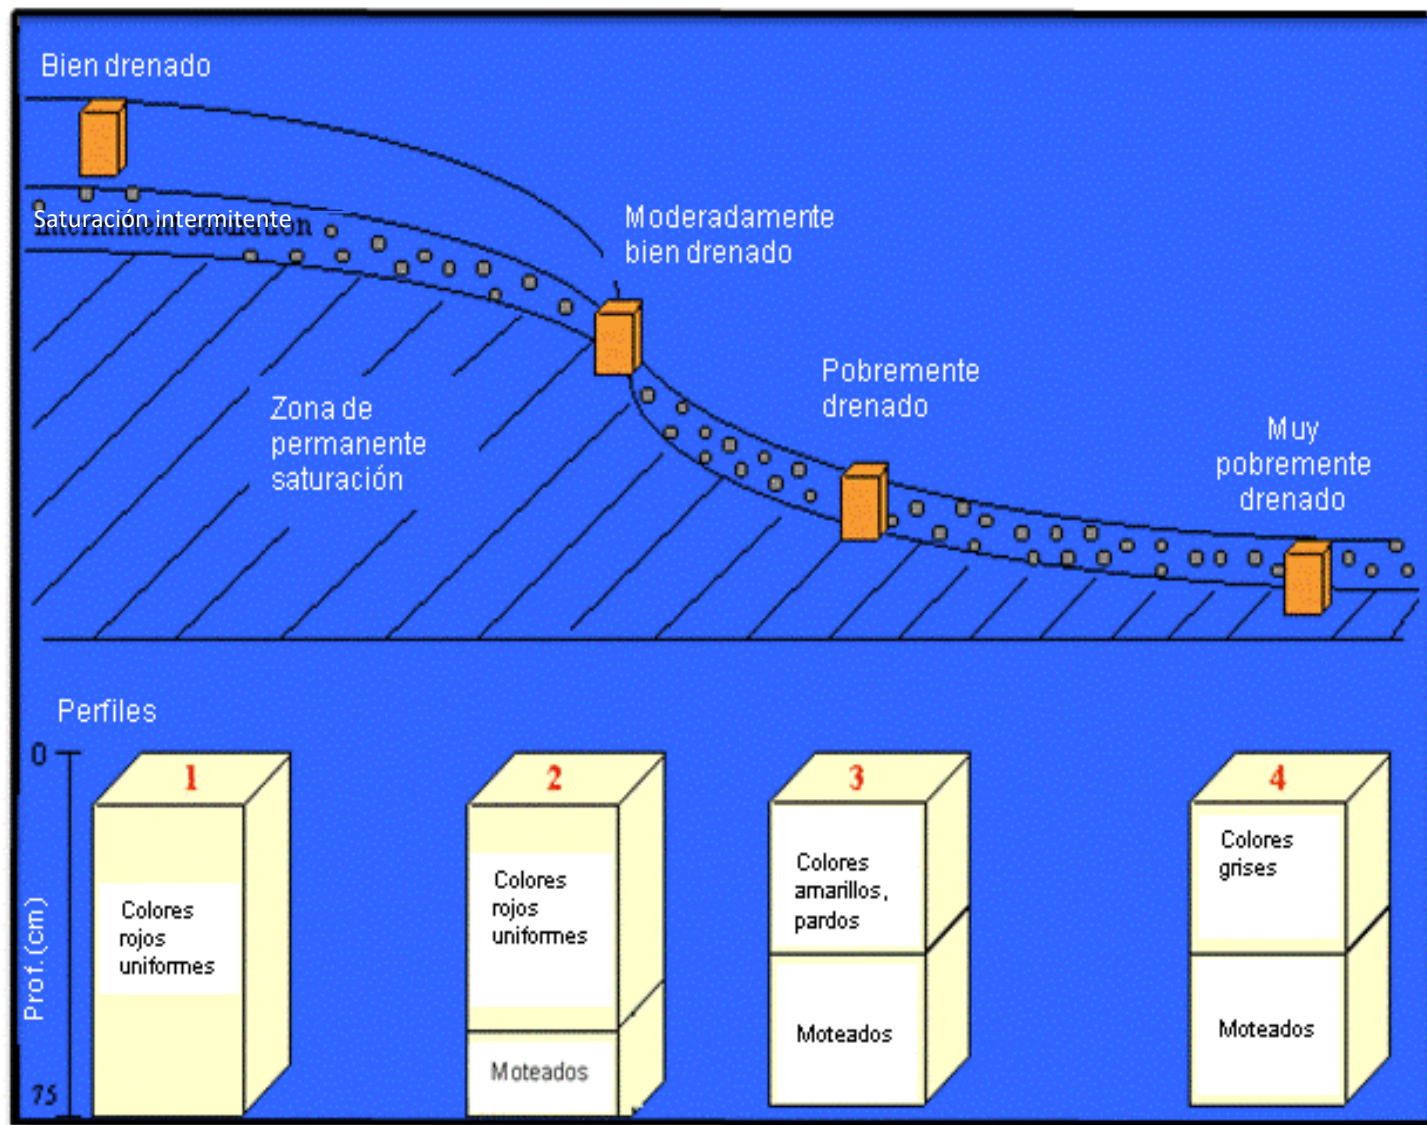 Bien drenado
Saturación intermitente
Intermittent saturation
Moderadamente
bien drenado
Zona de
permanente
saturación
Pobremente
drenado
Muy
pobremente
drenado
Perfiles
0
Prof.(cm)
75
1
Colores
rojos
uniformes
2
Colores
rojos
uniformes
Moteados
3
Colores
amarillos,
pardos
Moteados
4
Colores
grises
Moteados